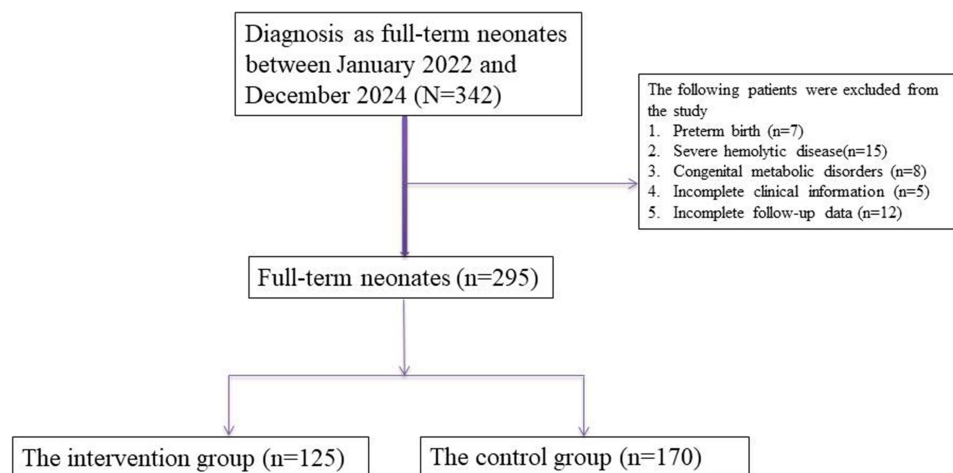 Diagnosis as full-term neonates
between January 2022 and
December 2024 (N=342)
The following patients were excluded from
the study
1. Preterm birth (n=7)
2. Severe hemolytic disease(n=15)
3. Congenital metabolic disorders (n=8)
4. Incomplete clinical information (n=5)
5. Incomplete follow-up data (n=12)
Full-term neonates (n=295)
The intervention group (n=125)
The control group (n=170)